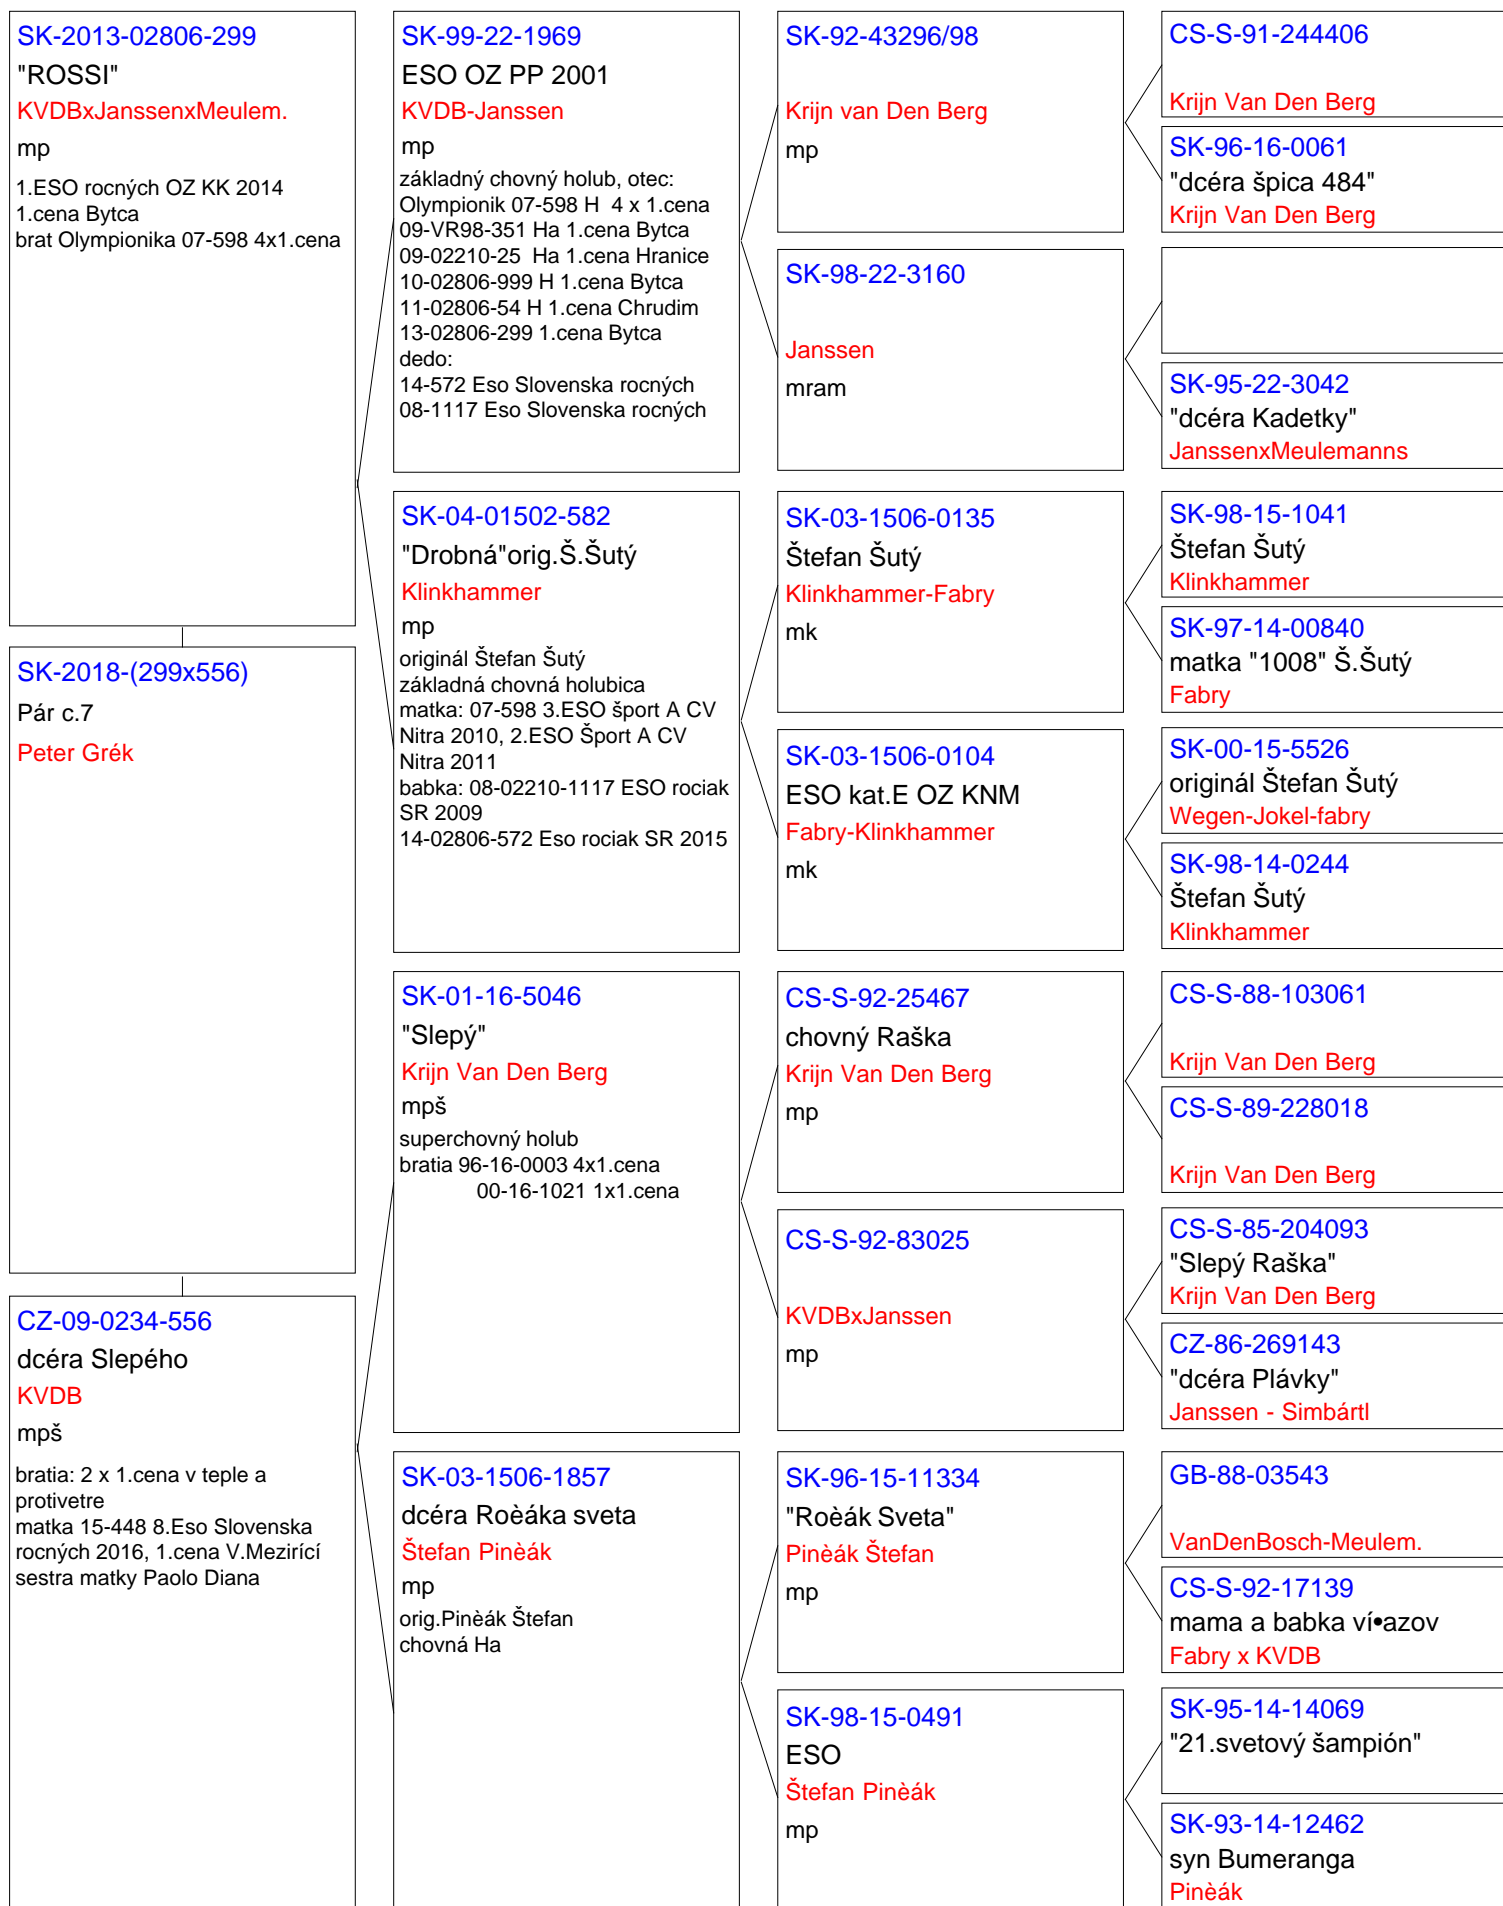 SK-2013-02806-299
"ROSSI"
KVDBxJanssenxMeulem.
mp
1.ESO rocných OZ KK 2014
1.cena Bytca
brat Olympionika 07-598 4x1.cena
SK-2018-(299x556)
Pár c.7
Peter Grék
CZ-09-0234-556
dcéra Slepého
KVDB
mpš
bratia: 2 x 1.cena v teple a
protivetre
matka 15-448 8.Eso Slovenska
rocných 2016, 1.cena V.Mezirící
sestra matky Paolo Diana
SK-99-22-1969
ESO OZ PP 2001
KVDB-Janssen
mp
základný chovný holub, otec:
Olympionik 07-598 H  4 x 1.cena
09-VR98-351 Ha 1.cena Bytca
09-02210-25  Ha 1.cena Hranice
10-02806-999 H 1.cena Bytca
11-02806-54 H 1.cena Chrudim
13-02806-299 1.cena Bytca
dedo:
14-572 Eso Slovenska rocných
08-1117 Eso Slovenska rocných
SK-04-01502-582
"Drobná"orig.Š.Šutý
Klinkhammer
mp
originál Štefan Šutý
základná chovná holubica
matka: 07-598 3.ESO šport A CV
Nitra 2010, 2.ESO Šport A CV
Nitra 2011
babka: 08-02210-1117 ESO rociak
SR 2009
14-02806-572 Eso rociak SR 2015
SK-01-16-5046
"Slepý"
Krijn Van Den Berg
mpš
superchovný holub
bratia 96-16-0003 4x1.cena
00-16-1021 1x1.cena
SK-03-1506-1857
dcéra Roèáka sveta
Štefan Pinèák
mp
orig.Pinèák Štefan
chovná Ha
SK-92-43296/98
Krijn van Den Berg
mp
SK-98-22-3160
Janssen
mram
SK-03-1506-0135
Štefan Šutý
Klinkhammer-Fabry
mk
SK-03-1506-0104
ESO kat.E OZ KNM
Fabry-Klinkhammer
mk
CS-S-92-25467
chovný Raška
Krijn Van Den Berg
mp
CS-S-92-83025
KVDBxJanssen
mp
SK-96-15-11334
"Roèák Sveta"
Pinèák Štefan
mp
SK-98-15-0491
ESO
Štefan Pinèák
mp
CS-S-91-244406
Krijn Van Den Berg
SK-96-16-0061
"dcéra špica 484"
Krijn Van Den Berg
SK-95-22-3042
"dcéra Kadetky"
JanssenxMeulemanns
SK-98-15-1041
Štefan Šutý
Klinkhammer
SK-97-14-00840
matka "1008" Š.Šutý
Fabry
SK-00-15-5526
originál Štefan Šutý
Wegen-Jokel-fabry
SK-98-14-0244
Štefan Šutý
Klinkhammer
CS-S-88-103061
Krijn Van Den Berg
CS-S-89-228018
Krijn Van Den Berg
CS-S-85-204093
"Slepý Raška"
Krijn Van Den Berg
CZ-86-269143
"dcéra Plávky"
Janssen - Simbártl
GB-88-03543
VanDenBosch-Meulem.
CS-S-92-17139
mama a babka ví•azov
Fabry x KVDB
SK-95-14-14069
"21.svetový šampión"
SK-93-14-12462
syn Bumeranga
Pinèák